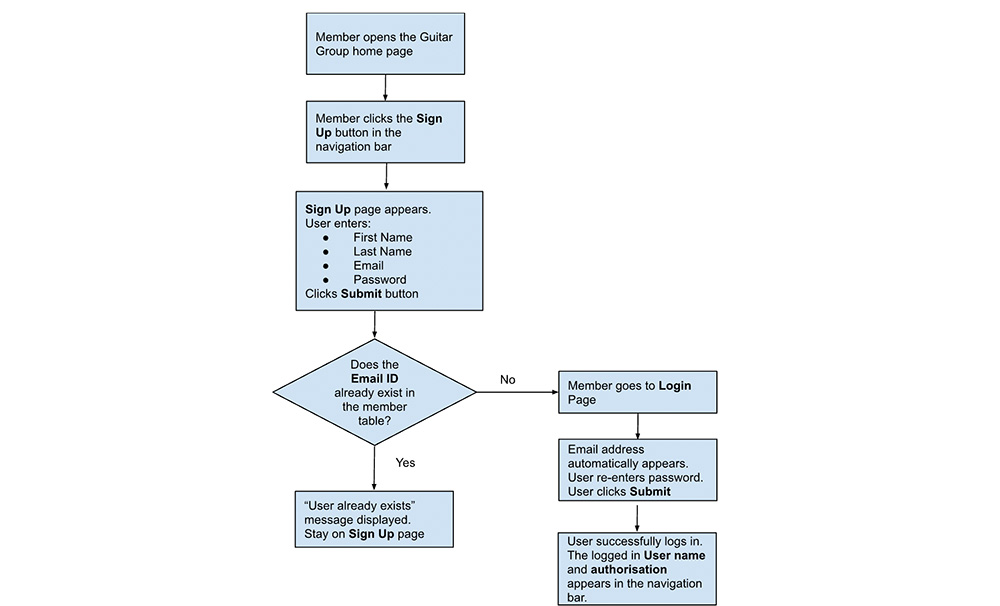 Member opens the Guitar
Group home page
Member clicks the Sign
Up button in the
navigation bar
Sign Up page appears.
User enters:
● First Name
● Last Name
● Email
● Password
Clicks Submit button
Does the
Email ID
already exist in
the member
table?
No
Member goes to Login
Page
Email address
automatically appears.
User re-enters password.
User clicks Submit
Yes
“User already exists”
message displayed.
Stay on Sign Up page
User successfully logs in.
The logged in User name
and authorisation
appears in the navigation
bar.